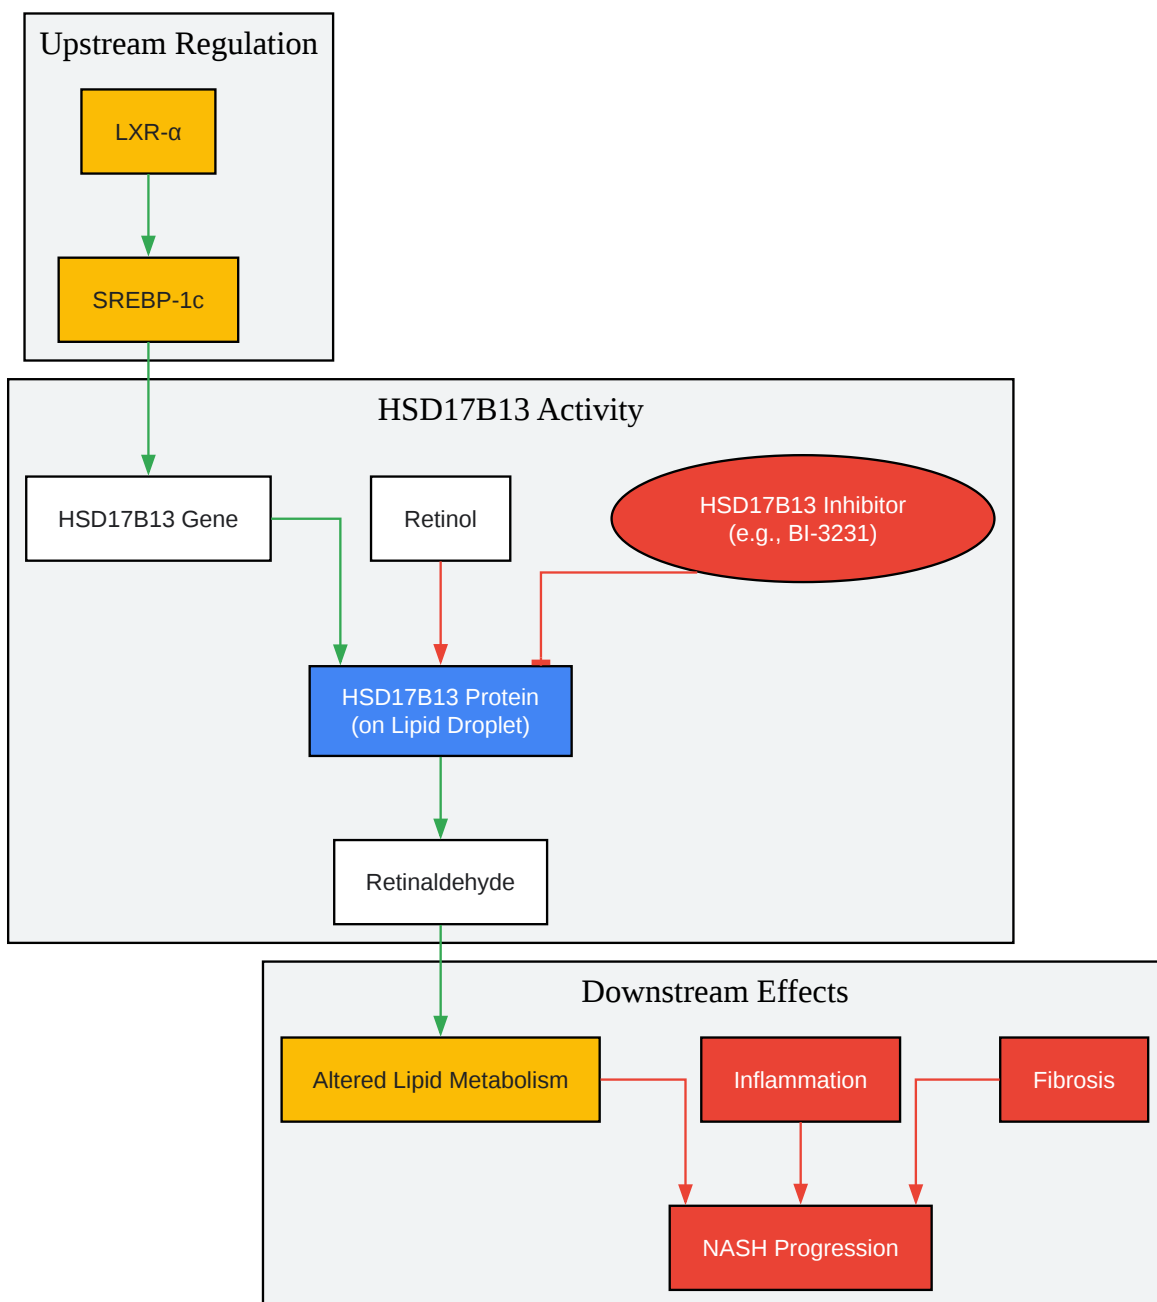 Upstream Regulation
LXR-α
SREBP-1c
HSD17B13 Activity
HSD17B13 Gene
Retinol
HSD17B13 Inhibitor
(e.g., BI-3231)
HSD17B13 Protein
(on Lipid Droplet)
Retinaldehyde
Downstream Effects
Altered Lipid Metabolism
Inflammation
Fibrosis
NASH Progression